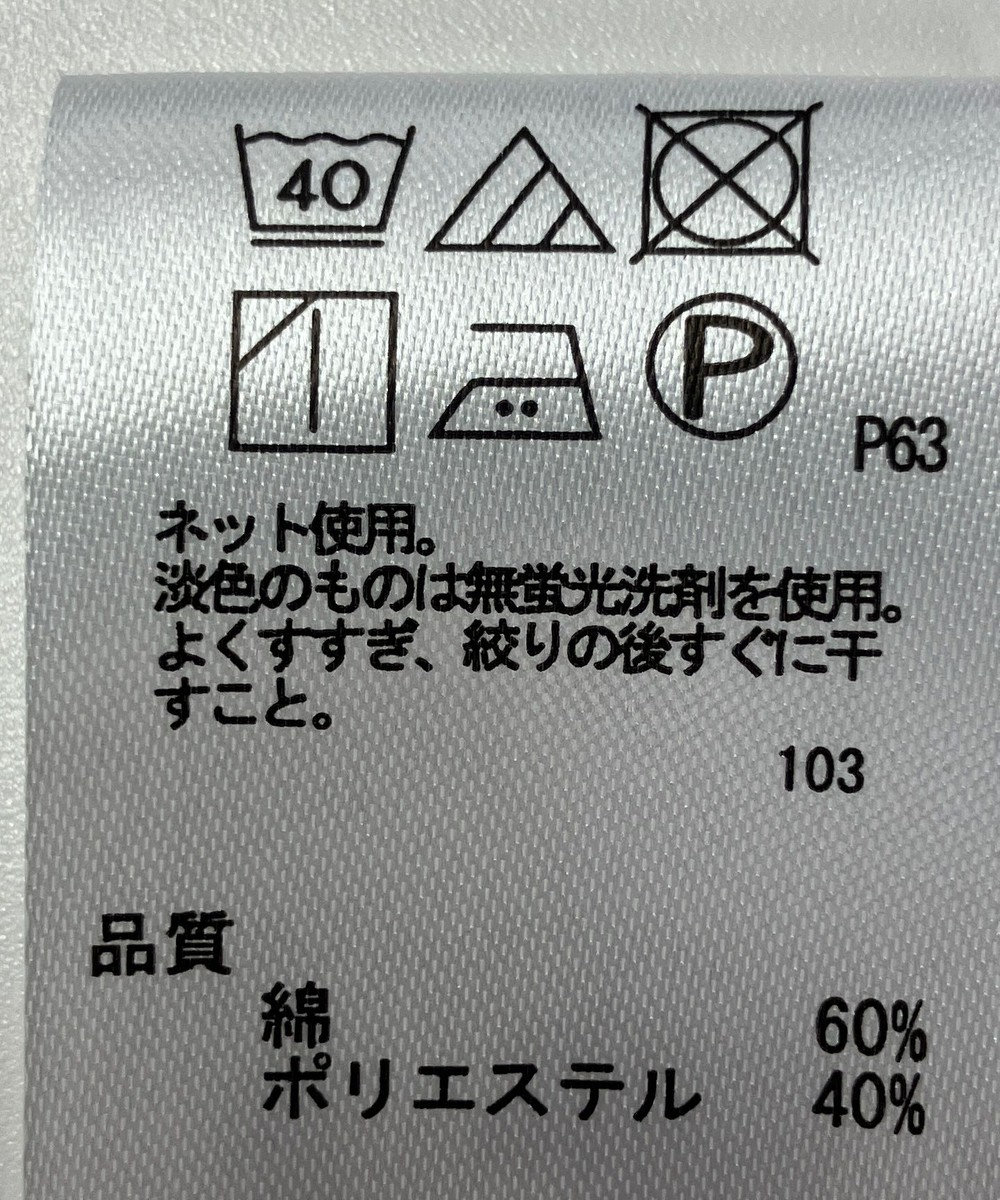 40
P
P63
ネット使用。
淡色のものは無蛍光洗剤を使用。
よくすすぎ、絞りの後すぐに干
すこと。
103
品質
綿 60%
ポリエステル 40%